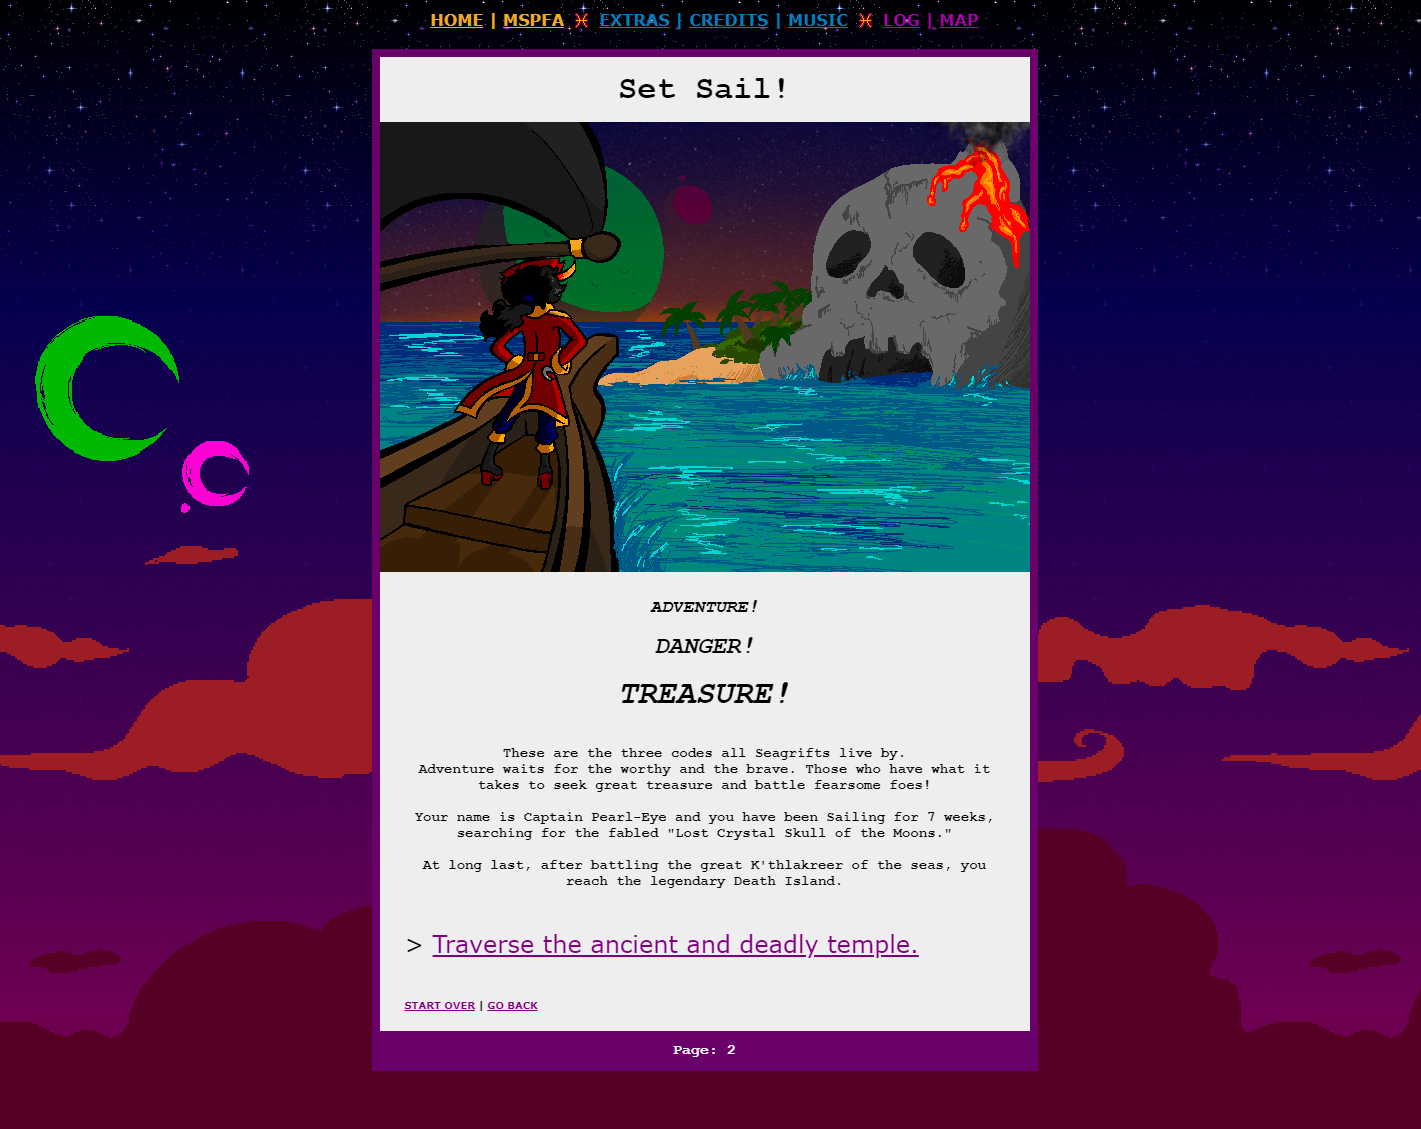 HOME | MSPFA ♓ EXTRAS | CREDITS | MUSIC ♓ LOG | MAP
Set Sail!
ADVENTURE!
DANGER!
TREASURE!
These are the three codes all Seagrifts live by.
Adventure waits for the worthy and the brave. Those who have what it
takes to seek great treasure and battle fearsome foes!
Your name is Captain Pearl-Eye and you have been Sailing for 7 weeks,
searching for the fabled "Lost Crystal Skull of the Moons."
At long last, after battling the great K'thlakreer of the seas, you
reach the legendary Death Island.
> Traverse the ancient and deadly temple.
START OVER | GO BACK
Page: 2